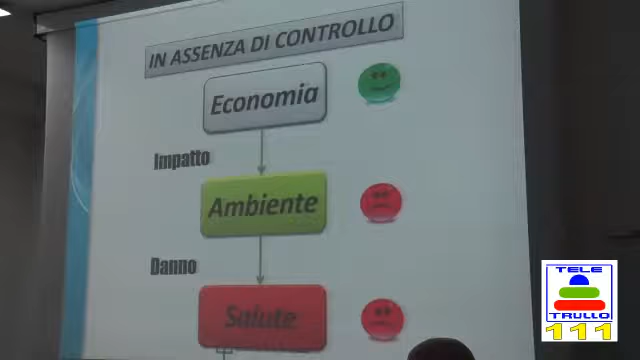 IN ASSENZA DI CONTROLLO
Economia
Impatto
Ambiente
Danno
Salute
TELE
TRULLO
111